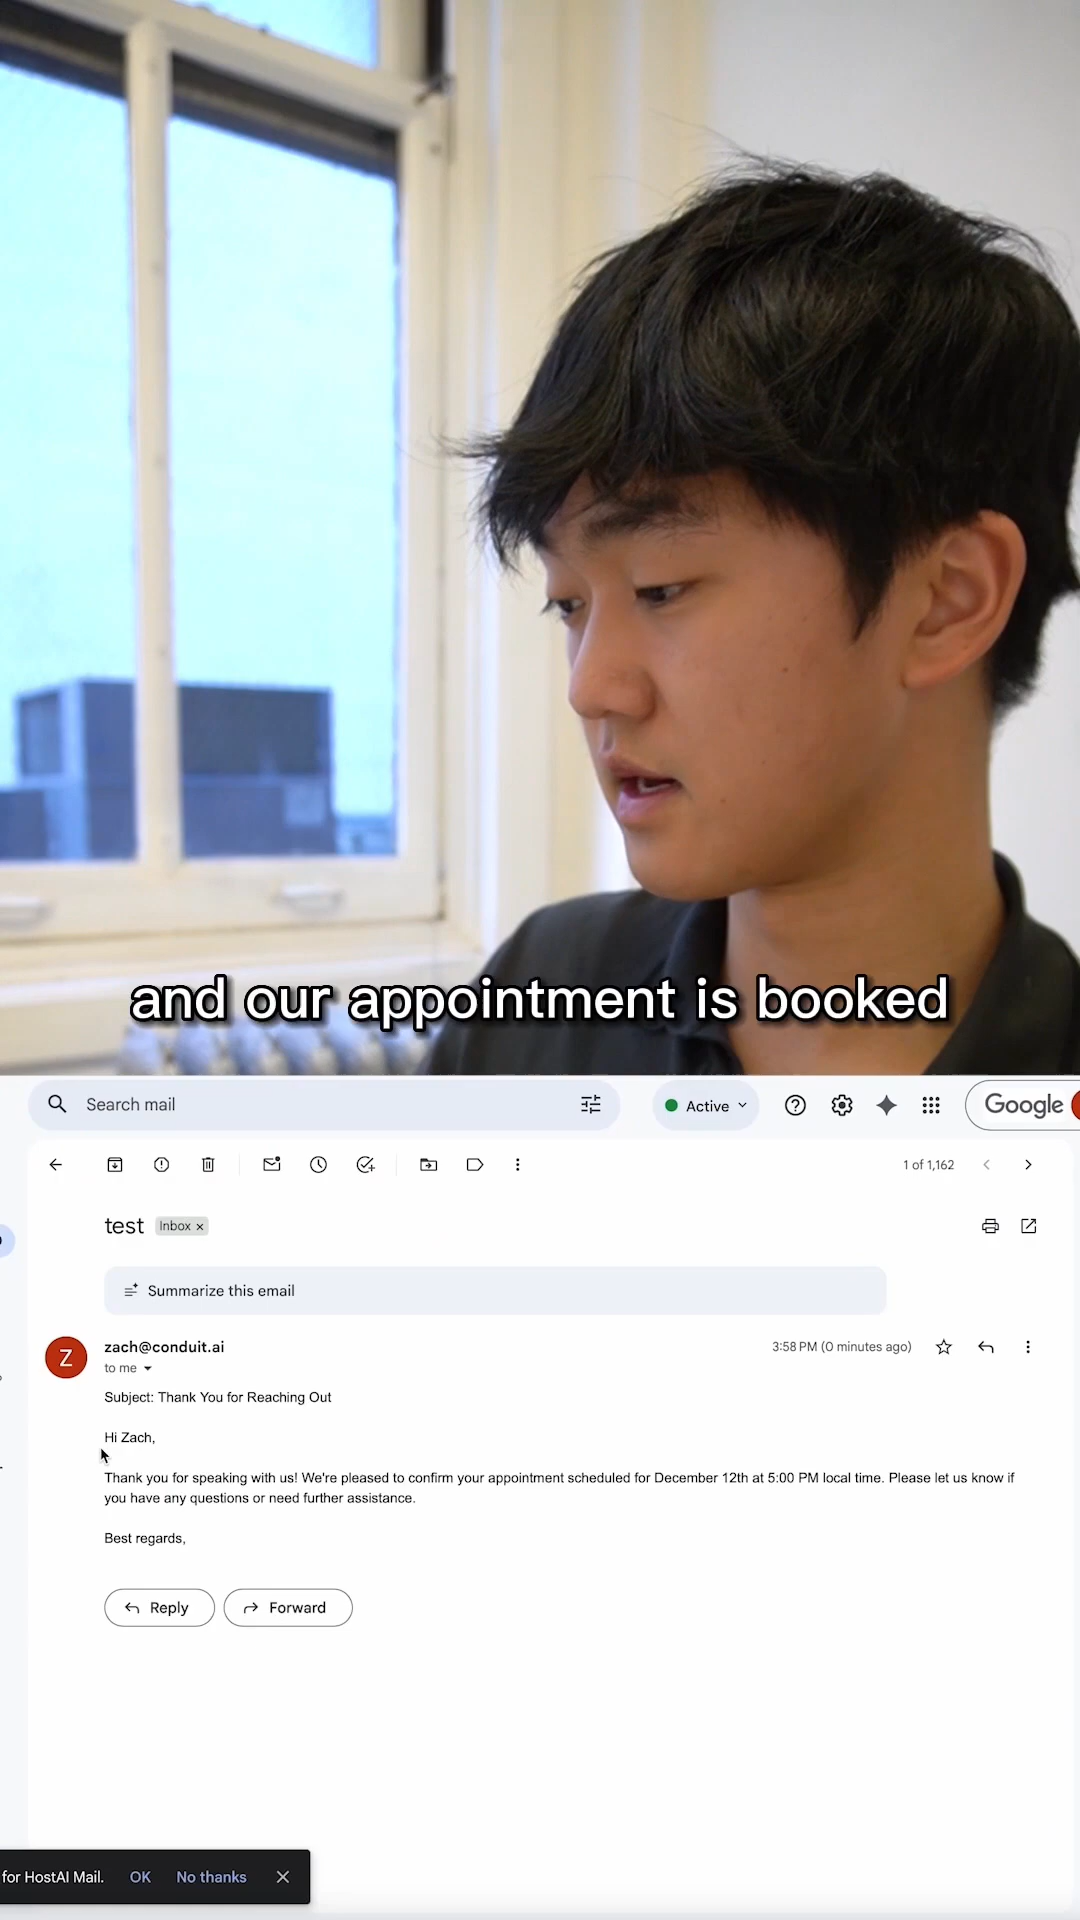 and our appointment is booked
Search mail
Active
Google
1 of 1,162
test
Inbox x
Summarize this email
Z
zach@conduit.ai
3:58 PM (0 minutes ago)
to me
Subject: Thank You for Reaching Out
Hi Zach,
Thank you for speaking with us! We're pleased to confirm your appointment scheduled for December 12th at 5:00 PM local time. Please let us know if
you have any questions or need further assistance.
Best regards,
Reply
Forward
for HostAI Mail.
OK
No thanks